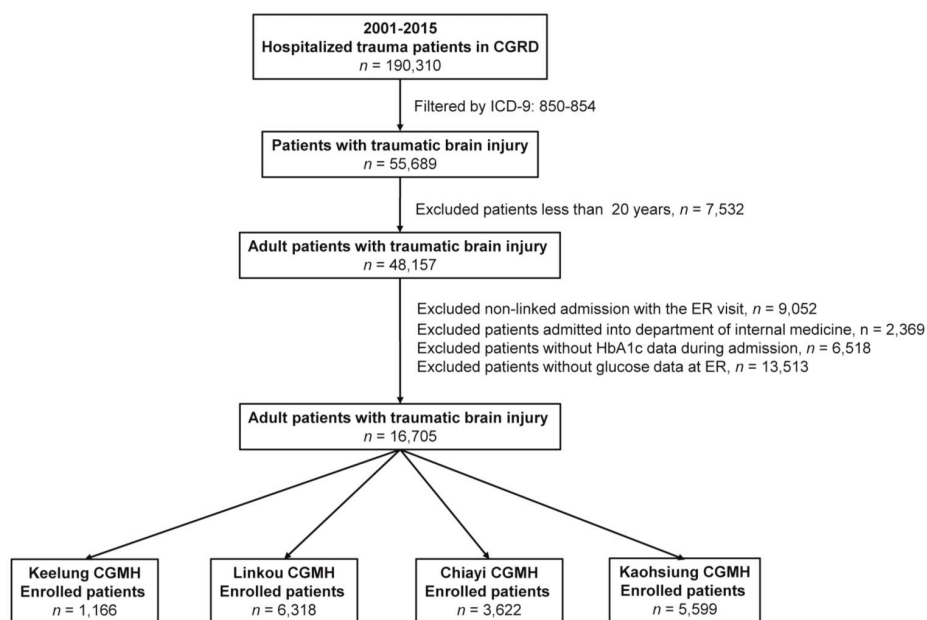 2001-2015
Hospitalized trauma patients in CGRD
n = 190,310
Filtered by ICD-9: 850-854
Patients with traumatic brain injury
n = 55,689
Excluded patients less than 20 years, n = 7,532
Adult patients with traumatic brain injury
n = 48,157
Excluded non-linked admission with the ER visit, n = 9,052
Excluded patients admitted into department of internal medicine, n = 2,369
Excluded patients without HbA1c data during admission, n = 6,518
Excluded patients without glucose data at ER, n = 13,513
Adult patients with traumatic brain injury
n = 16,705
Keelung CGMH
Enrolled patients
n = 1,166
Linkou CGMH
Enrolled patients
n = 6,318
Chiayi CGMH
Enrolled patients
n = 3,622
Kaohsiung CGMH
Enrolled patients
n = 5,599